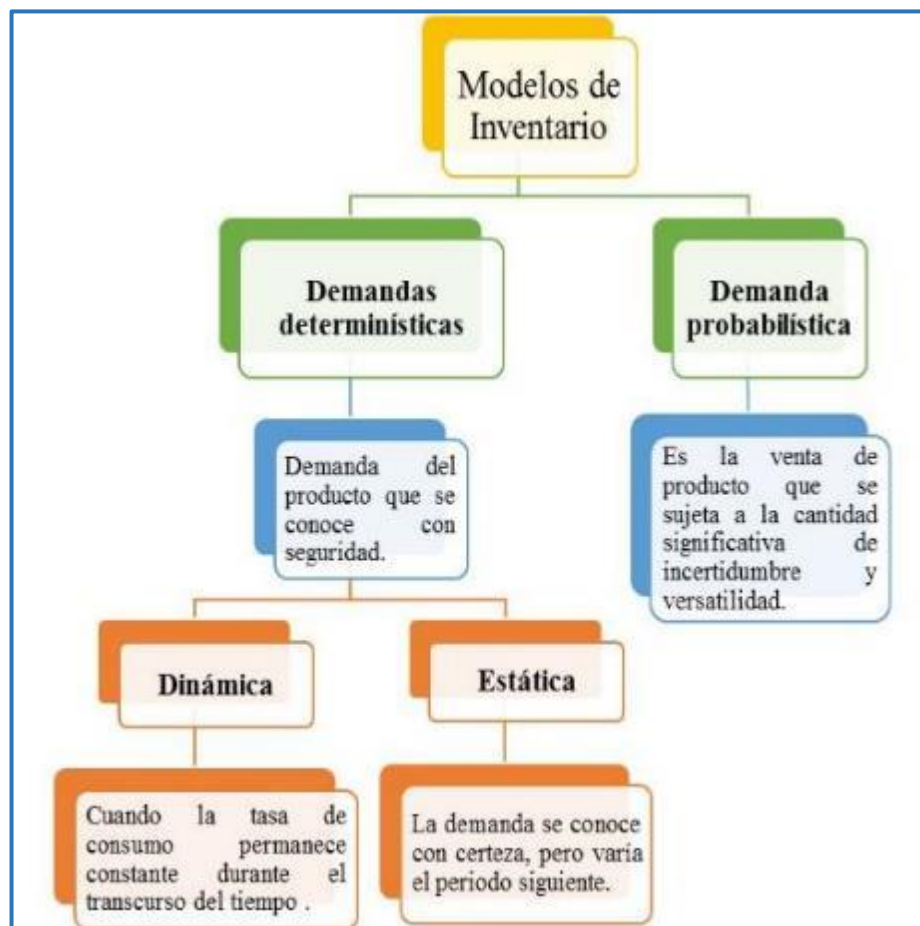 Modelos de
Inventario
Demandas
determinísticas
Demanda
probabilística
Demanda del
producto que se
conoce con
seguridad.
Es la venta de
producto que se
sujeta a la cantidad
significativa de
incertidumbre y
versatilidad.
Dinámica
Estática
Cuando la tasa de
consumo permanece
constante durante el
transcurso del tiempo .
La demanda se conoce
con certeza, pero varía
el periodo siguiente.